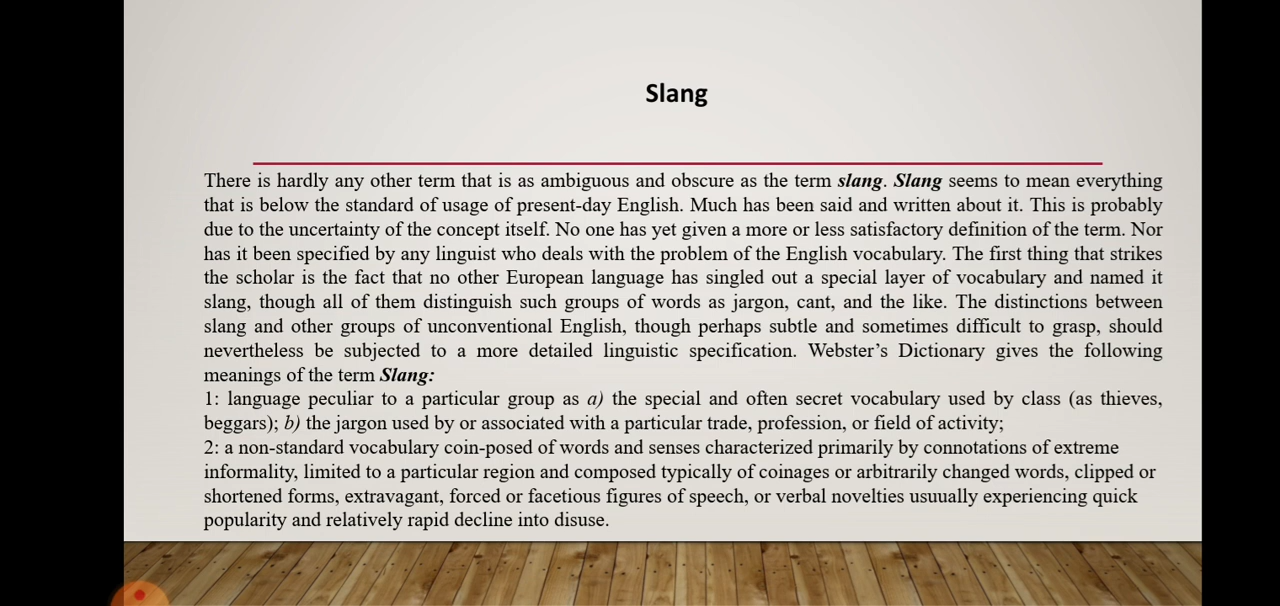 Slang
There is hardly any other term that is as ambiguous and obscure as the term slang. Slang seems to mean everything
that is below the standard of usage of present-day English. Much has been said and written about it. This is probably
due to the uncertainty of the concept itself. No one has yet given a more or less satisfactory definition of the term. Nor
has it been specified by any linguist who deals with the problem of the English vocabulary. The first thing that strikes
the scholar is the fact that no other European language has singled out a special layer of vocabulary and named it
slang, though all of them distinguish such groups of words as jargon, cant, and the like. The distinctions between
slang and other groups of unconventional English, though perhaps subtle and sometimes difficult to grasp, should
nevertheless be subjected to a more detailed linguistic specification. Webster’s Dictionary gives the following
meanings of the term Slang:
1: language peculiar to a particular group as a) the special and often secret vocabulary used by class (as thieves,
beggars); b) the jargon used by or associated with a particular trade, profession, or field of activity;
2: a non-standard vocabulary coin-posed of words and senses characterized primarily by connotations of extreme
informality, limited to a particular region and composed typically of coinages or arbitrarily changed words, clipped or
shortened forms, extravagant, forced or facetious figures of speech, or verbal novelties usuually experiencing quick
popularity and relatively rapid decline into disuse.